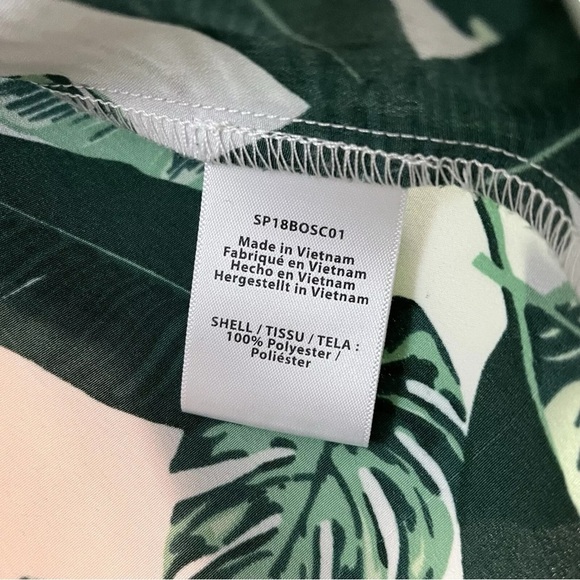 SP18BOSC01
Made in Vietnam
Fabriqué en Vietnam
Hecho en Vietnam
Hergestellt in Vietnam
SHELL / TISSU / TELA :
100% Polyester /
Poliéster